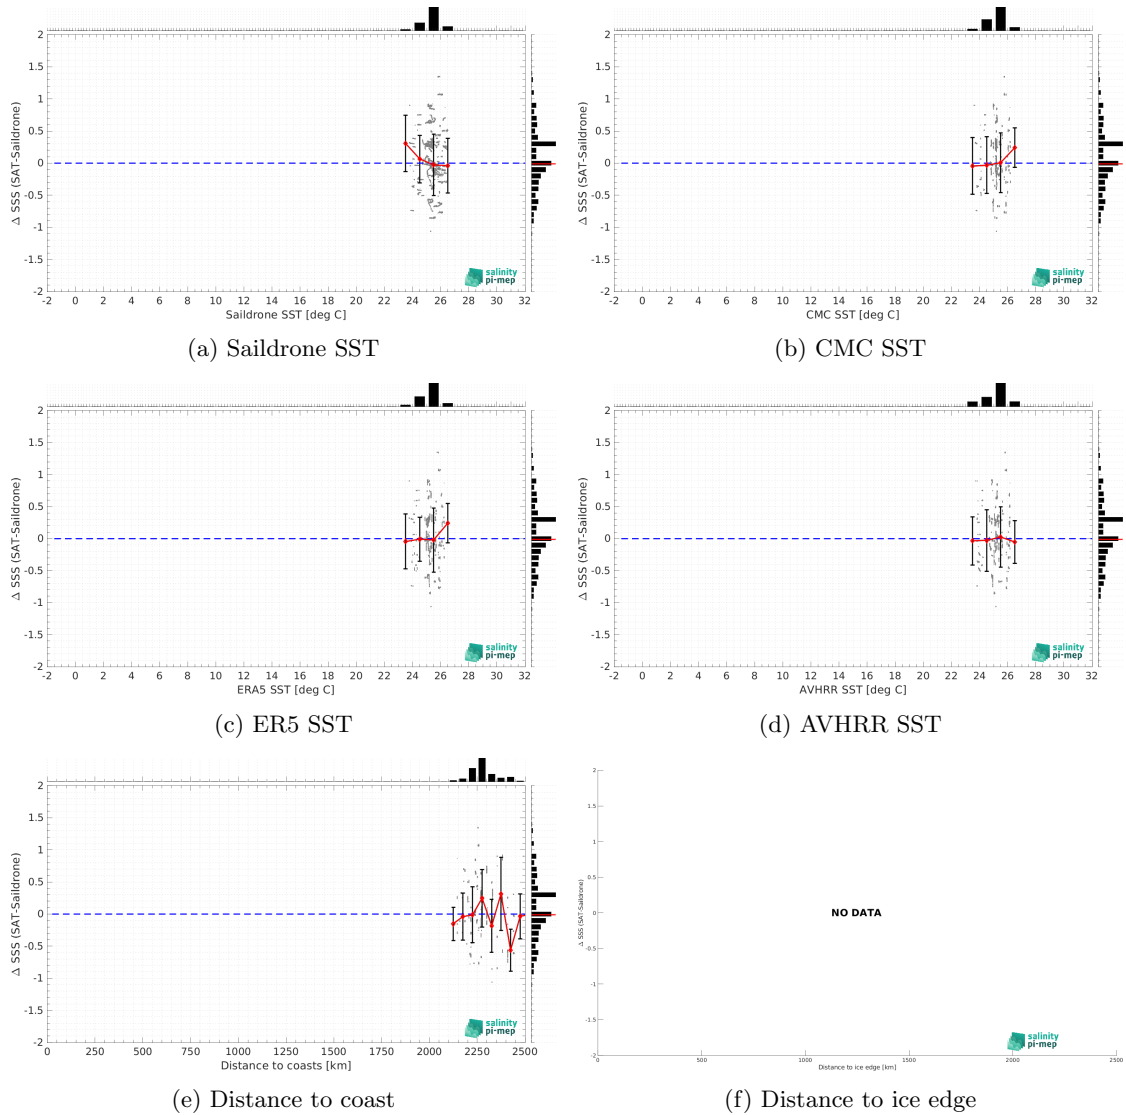 2
1.5
1
0.5
0
-0.5
-1
-1.5
-2
Δ SSS (SAT-Saildrone)
-2 0 2 4 6 8 10 12 14 16 18 20 22 24 26 28 30 32
Saildrone SST [deg C]
salinity
pi-mep
(a) Saildrone SST
2
1.5
1
0.5
0
-0.5
-1
-1.5
-2
Δ SSS (SAT-Saildrone)
-2 0 2 4 6 8 10 12 14 16 18 20 22 24 26 28 30 32
CMC SST [deg C]
salinity
pi-mep
(b) CMC SST
2
1.5
1
0.5
0
-0.5
-1
-1.5
-2
Δ SSS (SAT-Saildrone)
-2 0 2 4 6 8 10 12 14 16 18 20 22 24 26 28 30 32
ERA5 SST [deg C]
salinity
pi-mep
(c) ER5 SST
2
1.5
1
0.5
0
-0.5
-1
-1.5
-2
Δ SSS (SAT-Saildrone)
-2 0 2 4 6 8 10 12 14 16 18 20 22 24 26 28 30 32
AVHRR SST [deg C]
salinity
pi-mep
(d) AVHRR SST
2
1.5
1
0.5
0
-0.5
-1
-1.5
-2
Δ SSS (SAT-Saildrone)
0 250 500 750 1000 1250 1500 1750 2000 2250 2500
Distance to coasts [km]
salinity
pi-mep
(e) Distance to coast
2
1.5
1
0.5
0
-0.5
-1
-1.5
-2
Δ SSS (SAT-Saildrone)
NO DATA
0 500 1000 1500 2000 2500
Distance to ice edge [km]
salinity
pi-mep
(f) Distance to ice edge